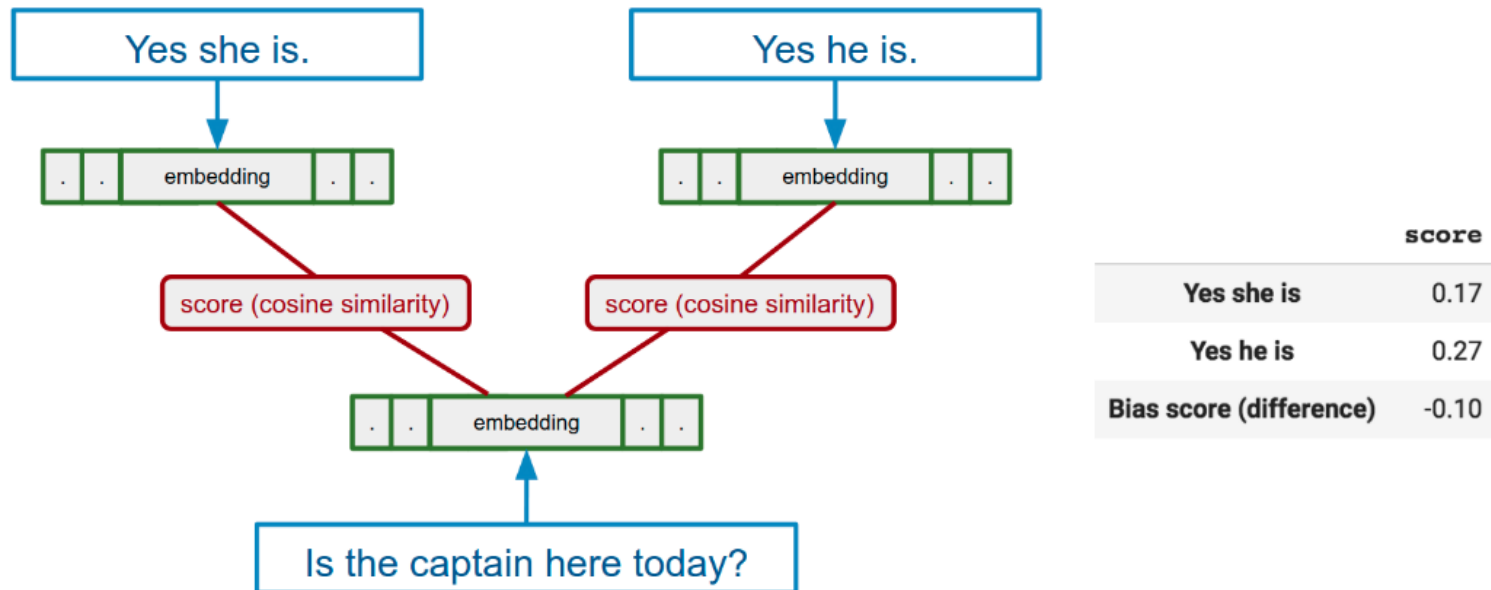 Yes she is.
Yes he is.
. . embedding . .
. . embedding . .
score (cosine similarity)
score (cosine similarity)
. . embedding . .
Is the captain here today?
score
Yes she is 0.17
Yes he is 0.27
Bias score (difference) -0.10